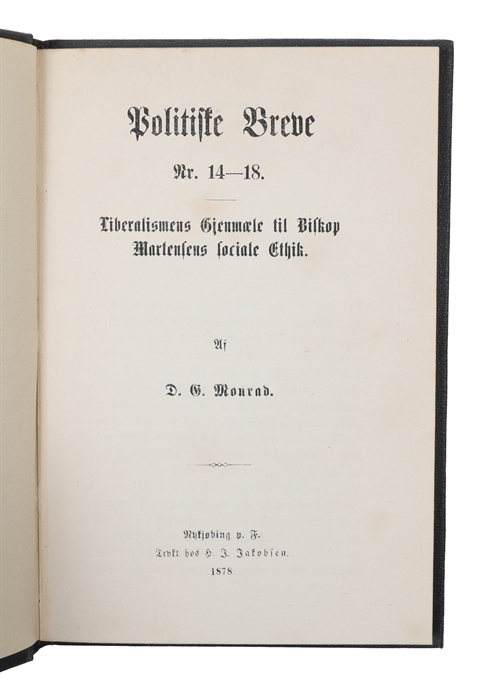 Politiske Breve
Nr. 14—18.
Liberalismens Gjenmæle til Biskop
Martensens sociale Ethik.
Af
D. G. Monrad.
Nykjøbing p. F.
Trykt hos H. J. Jakobsen.
1878.